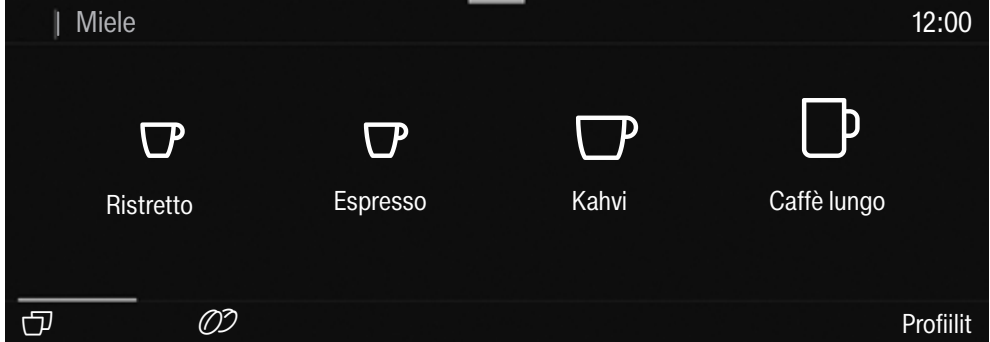 Miele
12:00
Ristretto
Espresso
Kahvi
Caffè lungo
Profiilit